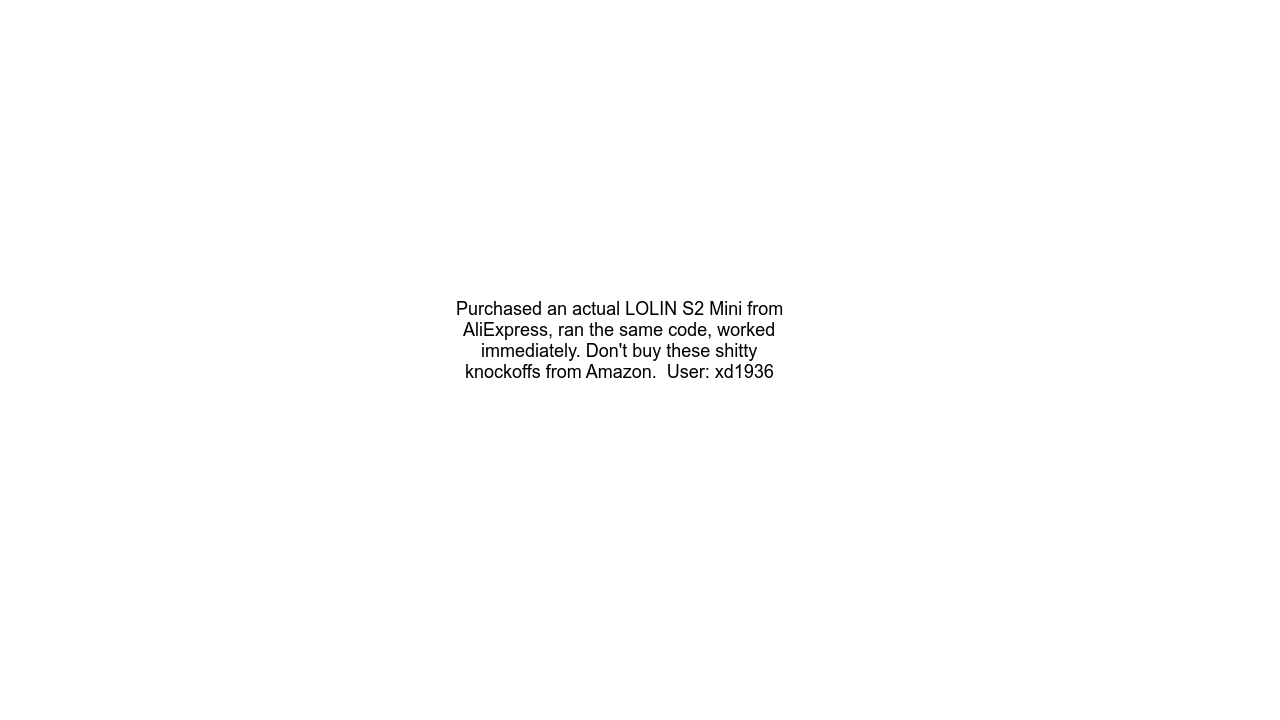 Purchased an actual LOLIN S2 Mini from
AliExpress, ran the same code, worked
immediately. Don't buy these shitty
knockoffs from Amazon.  User: xd1936